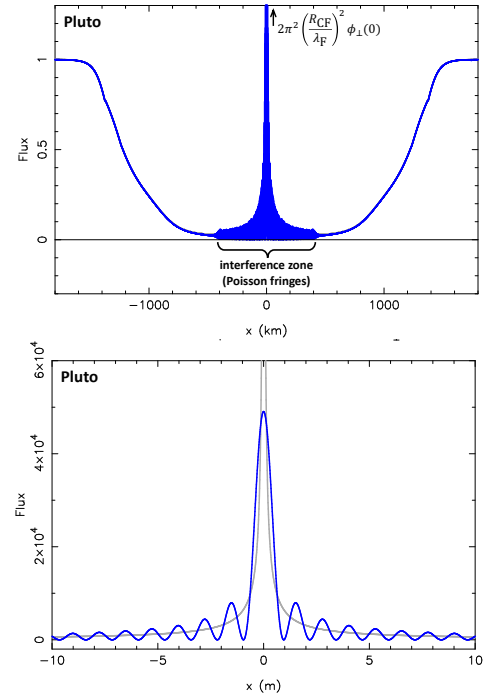 Pluto
2π² (R_CF/λ_F)² ϕ⊥(0)
1
0.5
0
Flux
interference zone
(Poisson fringes)
−1000 0 1000
x (km)
Pluto
6×10⁴
4×10⁴
2×10⁴
0
Flux
−10 −5 0 5 10
x (m)